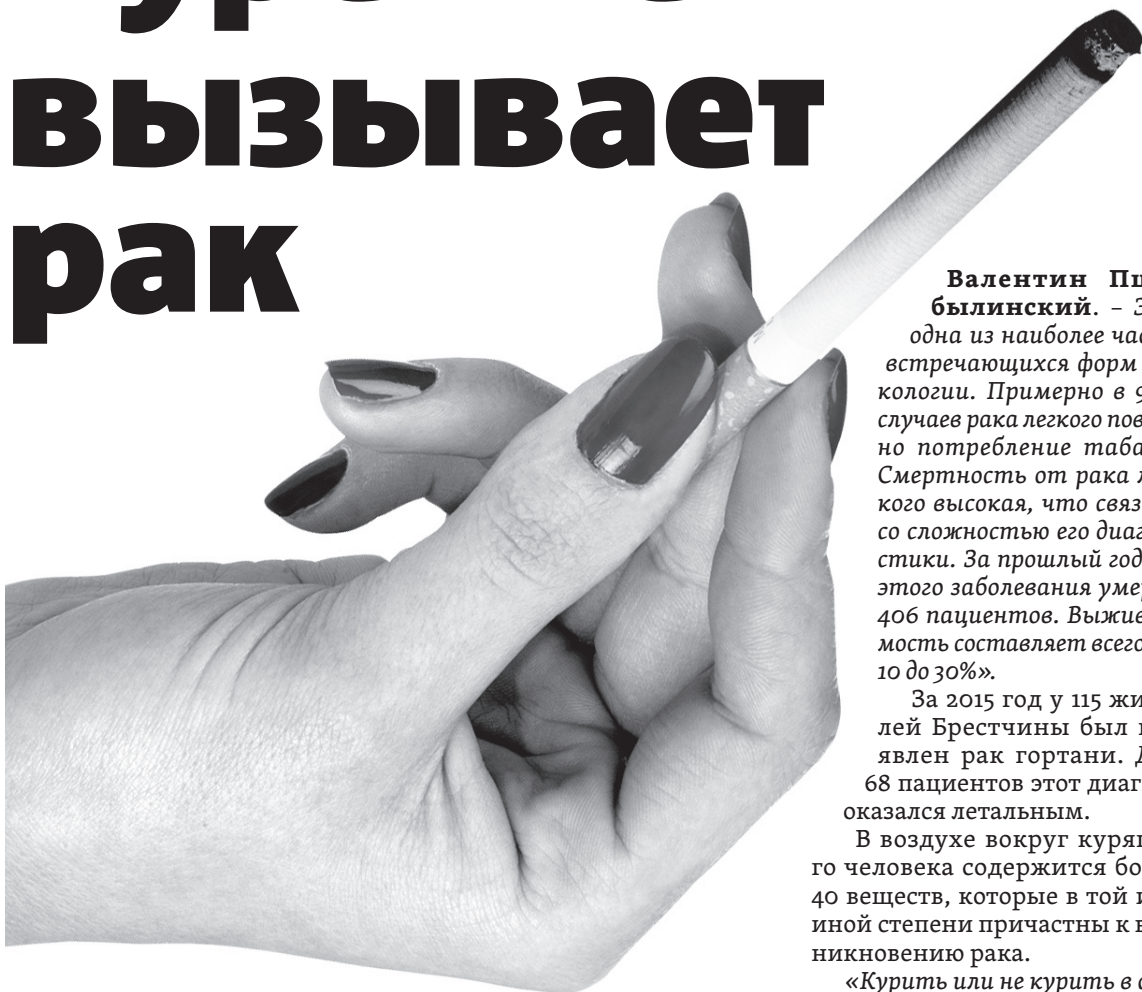 вызывает
рак
Валентин
былинский. –
одна из наиболее час
встречающихся форм
кологии. Примерно в 9
случаев рака легкого пов
но потребление таба
Смертность от рака
кого высокая, что связ
со сложностью его диаг
стики. За прошлый год
этого заболевания умер
406 пациентов. Выжив
мость составляет всего
10 до 30%».
За 2015 год у 115 жи
лей Брестчины был
явлен рак гортани.
68 пациентов этот диаг
оказался летальным.
В воздухе вокруг куря
го человека содержится бо
40 веществ, которые в той и
иной степени причастны к в
никновению рака.
«Курить или не курить в